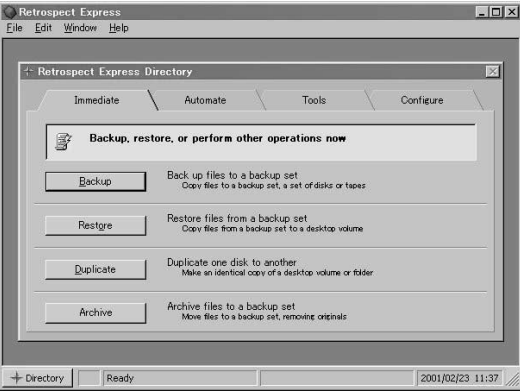 Retrospect Express
File Edit Window Help
Retrospect Express Directory
Immediate Automate Tools Configure
Backup, restore, or perform other operations now
Backup Back up files to a backup set
Copy files to a backup set, a set of disks or tapes
Restore Restore files from a backup set
Copy files from a backup set to a desktop volume
Duplicate Duplicate one disk to another
Make an identical copy of a desktop volume or folder
Archive Archive files to a backup set
Move files to a backup set, removing originals
Directory Ready 2001/02/23 11:37